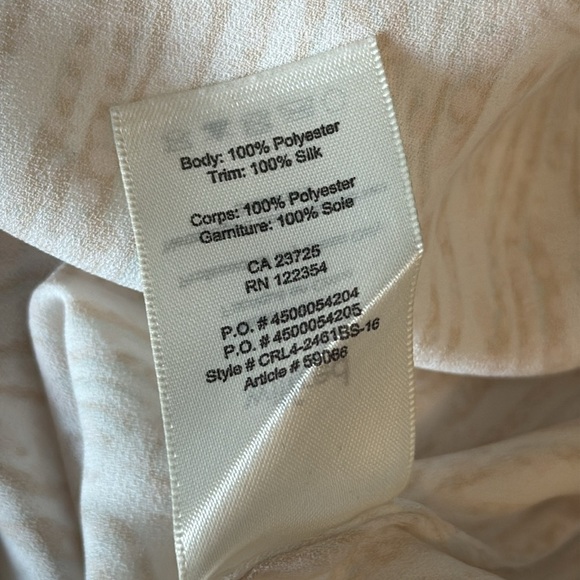 Body: 100% Polyester
Trim: 100% Silk
Corps: 100% Polyester
Garniture: 100% Soie
CA 23725
RN 122354
P.O. # 4500054204
P.O. # 4500054205
Style # CRL4-2461BS-16
Article # 59066